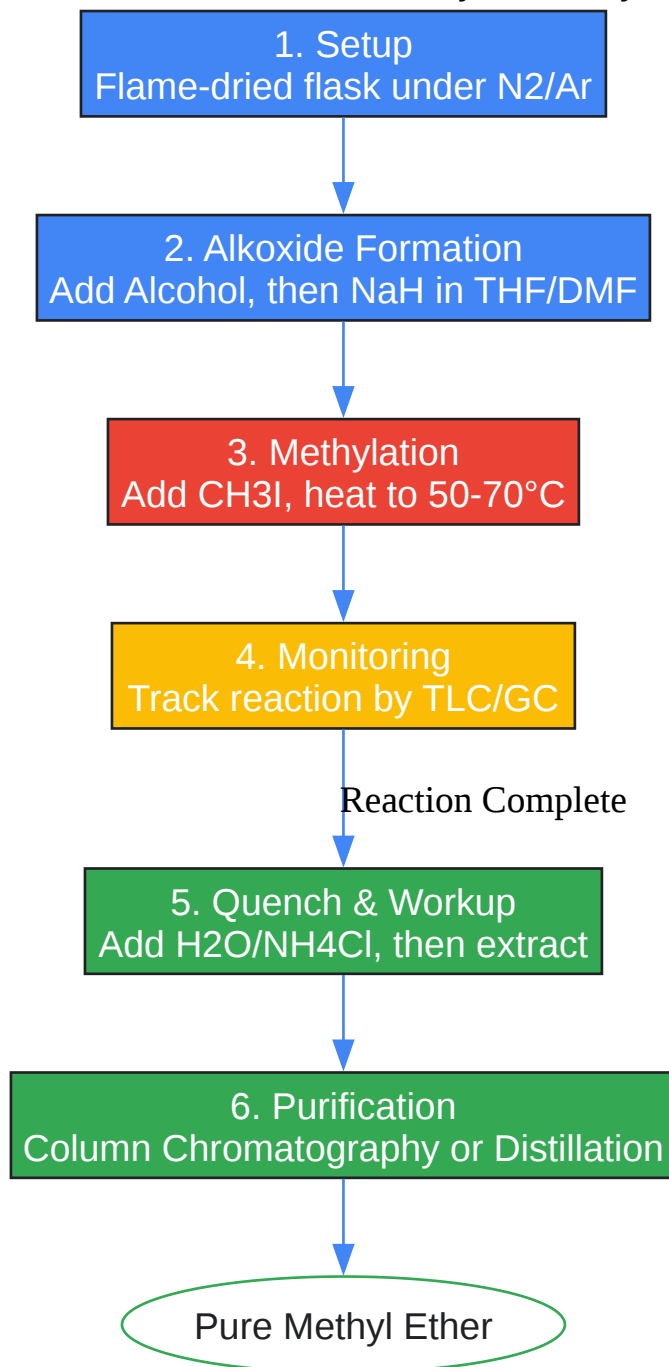 1. Setup
Flame-dried flask under N2/Ar
2. Alkoxide Formation
Add Alcohol, then NaH in THF/DMF
3. Methylation
Add CH3I, heat to 50-70°C
4. Monitoring
Track reaction by TLC/GC
Reaction Complete
5. Quench & Workup
Add H2O/NH4Cl, then extract
6. Purification
Column Chromatography or Distillation
Pure Methyl Ether